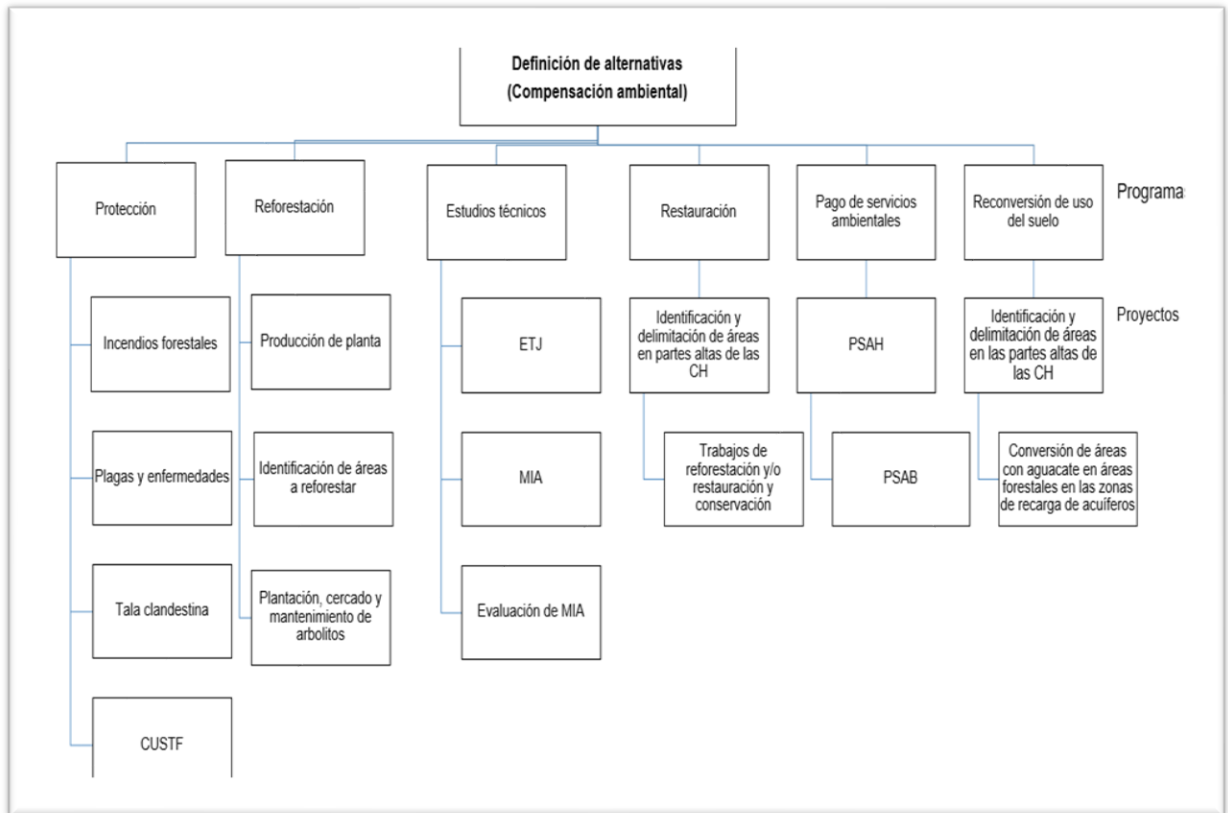 Definición de alternativas
(Compensación ambiental)
Protección
Reforestación
Estudios técnicos
Restauración
Pago de servicios
ambientales
Reconversión de uso
del suelo
Programa
Incendios forestales
Producción de planta
ETJ
Identificación y
delimitación de áreas
en partes altas de las
CH
PSAH
Identificación y
delimitación de áreas
en las partes altas de
las CH
Proyectos
Plagas y enfermedades
Identificación de áreas
a reforestar
MIA
Trabajos de
reforestación y/o
restauración y
conservación
PSAB
Conversión de áreas
con aguacate en áreas
forestales en las zonas
de recarga de acuíferos
Tala clandestina
Plantación, cercado y
mantenimiento de
arbolitos
Evaluación de MIA
CUSTF